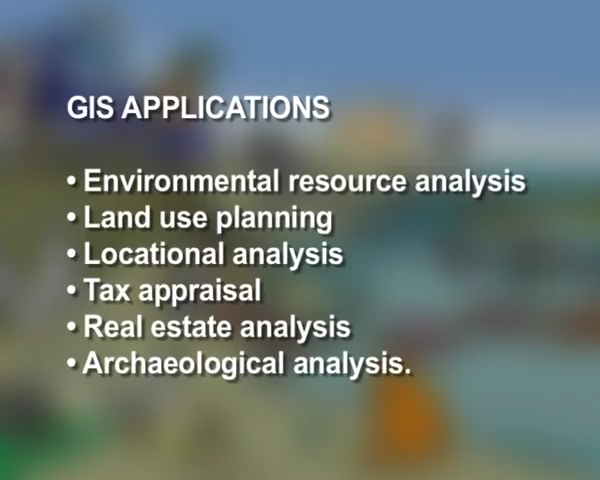 GIS APPLICATIONS
• Environmental resource analysis
• Land use planning
• Locational analysis
• Tax appraisal
• Real estate analysis
• Archaeological analysis.